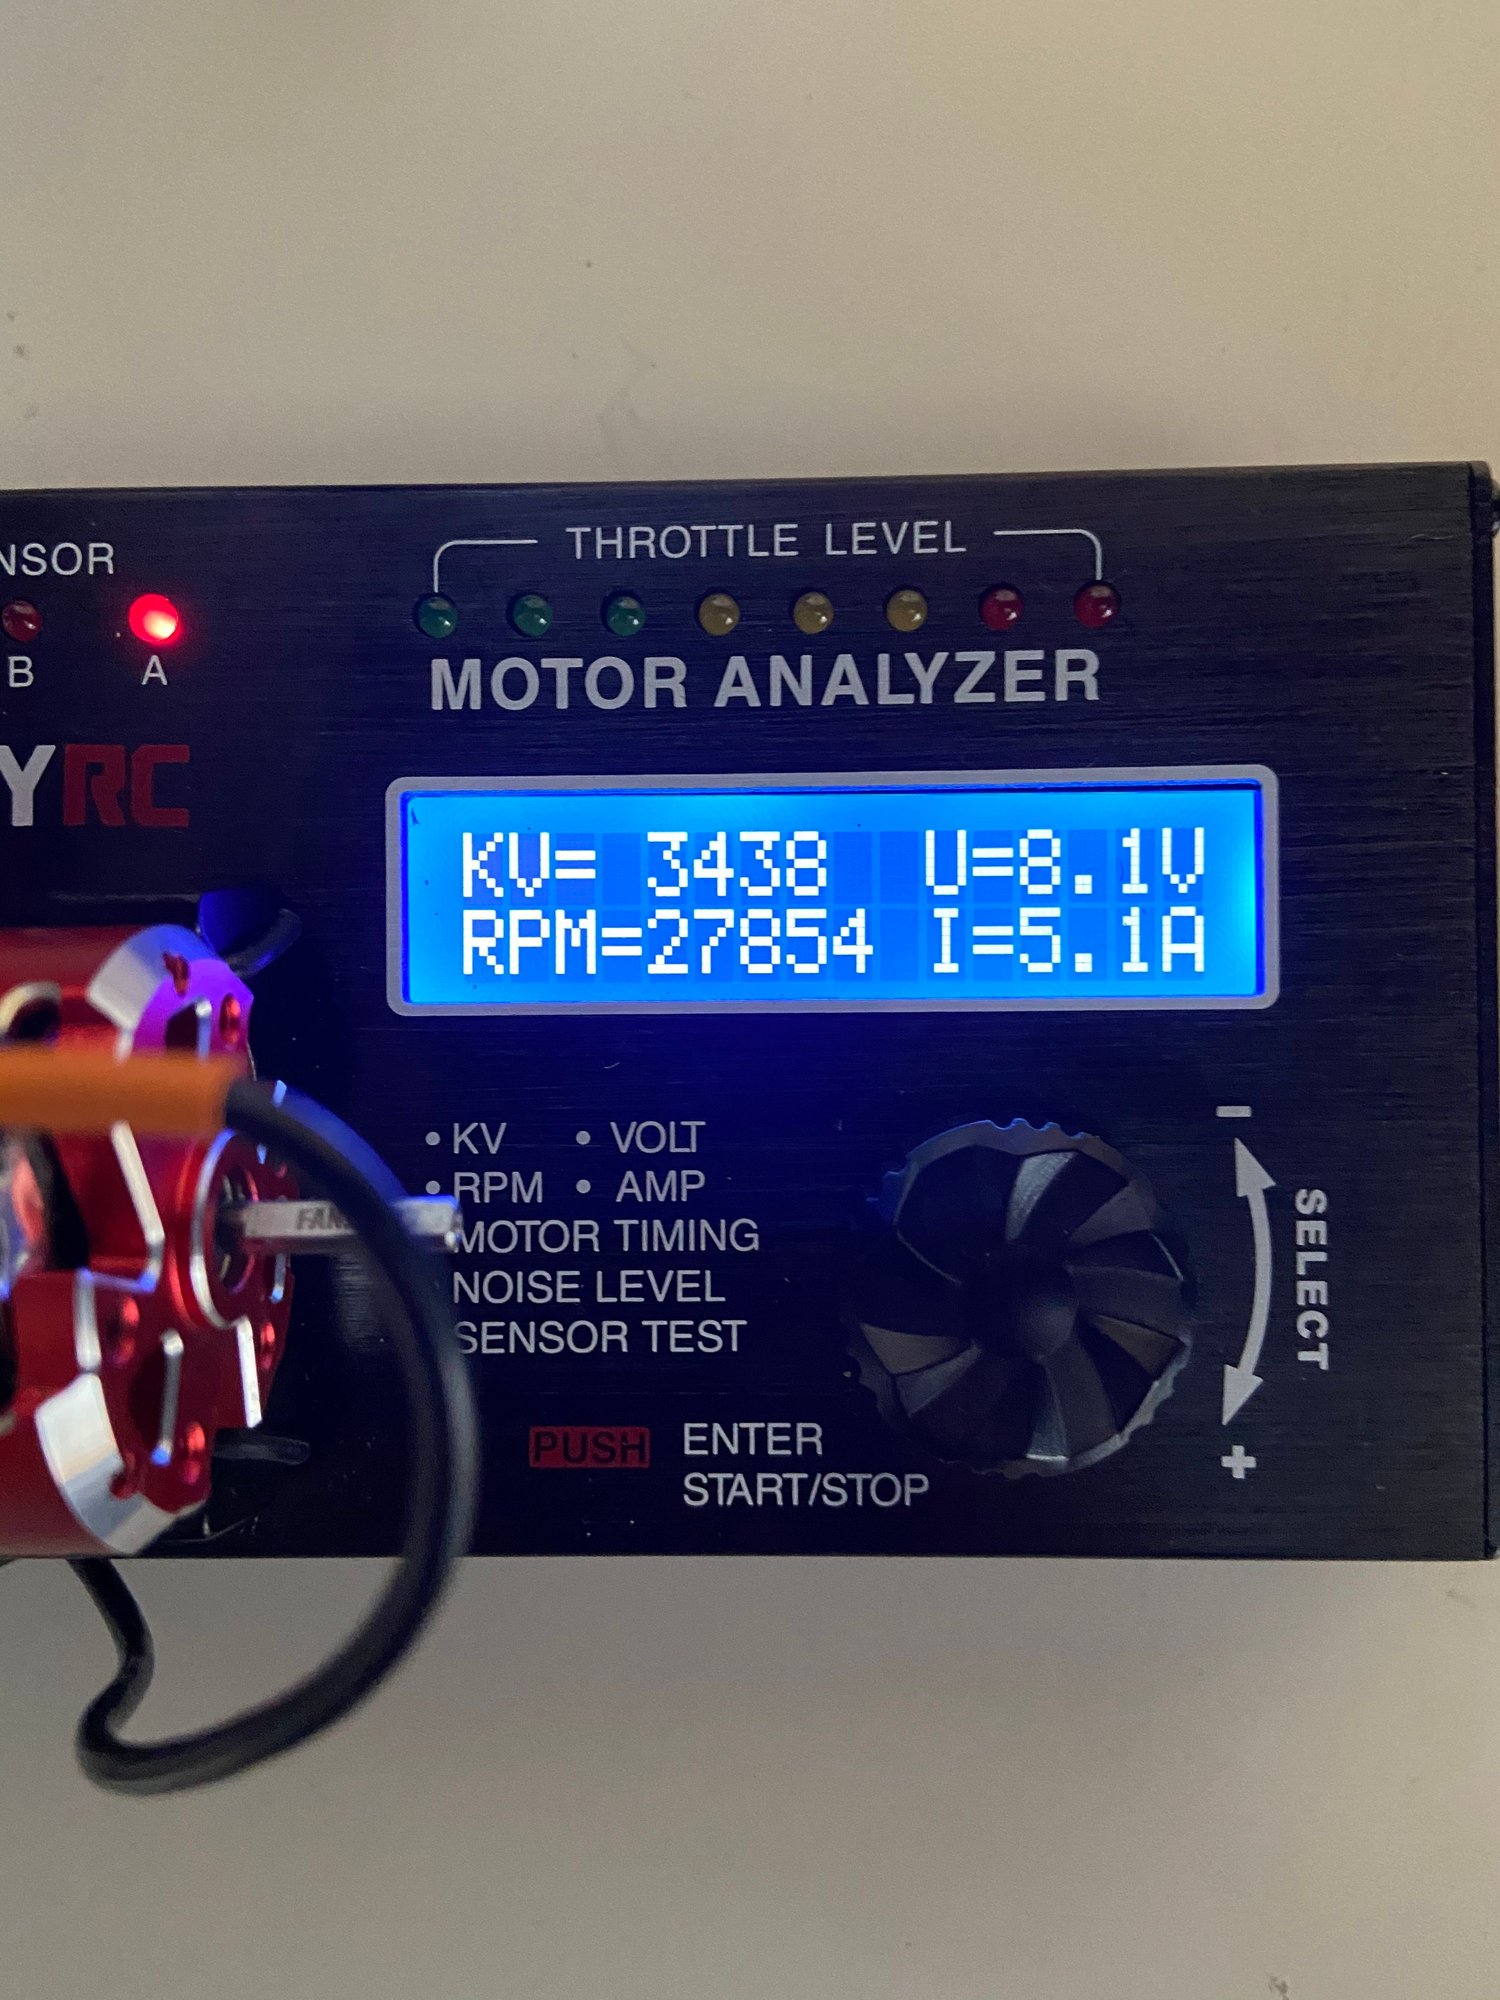 NSOR
B A
THROTTLE LEVEL
MOTOR ANALYZER
YRC
KV= 3438 U=8.1V
RPM=27854 I=5.1A
• KV • VOLT
• RPM • AMP
MOTOR TIMING
NOISE LEVEL
SENSOR TEST
PUSH ENTER
START/STOP
-
SELECT
+